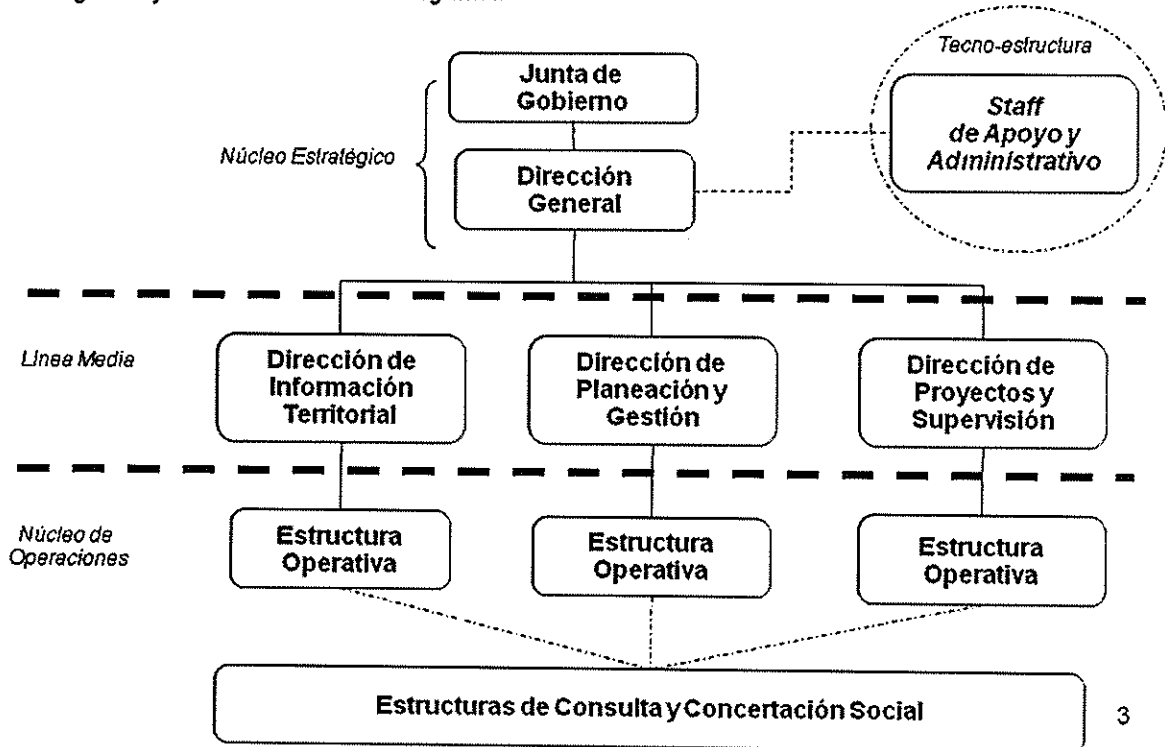 Tecno-estructura
Junta de
Gobierno
Staff
de Apoyo y
Administrativo
Núcleo Estratégico
Dirección
General
Línea Media
Dirección de
Información
Territorial
Dirección de
Planeación y
Gestión
Dirección de
Proyectos y
Supervisión
Núcleo de
Operaciones
Estructura
Operativa
Estructura
Operativa
Estructura
Operativa
Estructuras de Consulta y Concertación Social
3